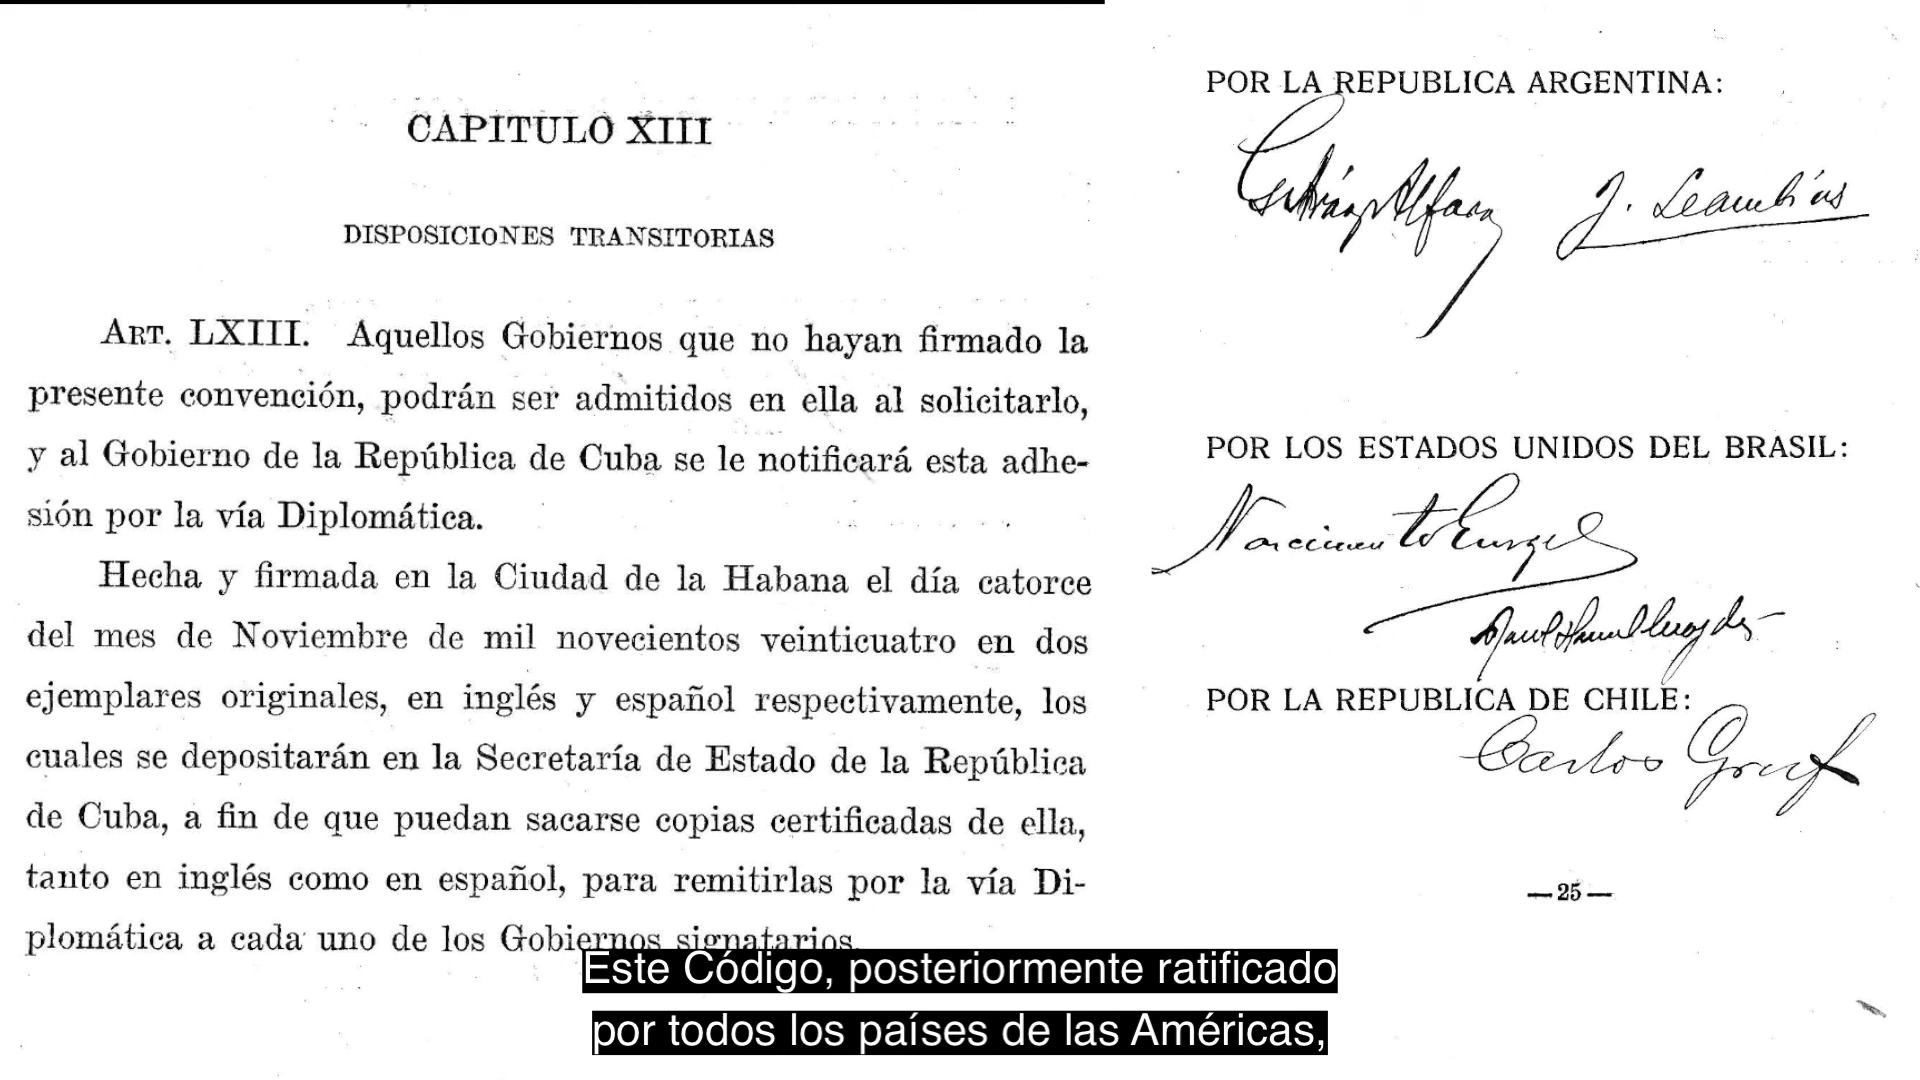 CAPITULO XIII
DISPOSICIONES TRANSITORIAS
ART. LXIII. Aquellos Gobiernos que no hayan firmado la
presente convención, podrán ser admitidos en ella al solicitarlo,
y al Gobierno de la República de Cuba se le notificará esta adhe-
sión por la vía Diplomática.
Hecha y firmada en la Ciudad de la Habana el día catorce
del mes de Noviembre de mil novecientos veinticuatro en dos
ejemplares originales, en inglés y español respectivamente, los
cuales se depositarán en la Secretaría de Estado de la República
de Cuba, a fin de que puedan sacarse copias certificadas de ella,
tanto en inglés como en español, para remitirlas por la vía Di-
plomática a cada uno de los Gobiernos signatarios.
POR LA REPUBLICA ARGENTINA:
Alfaro J.
POR LOS ESTADOS UNIDOS DEL BRASIL:
POR LA REPUBLICA DE CHILE:
Carlos Graf
— 25 —
Este Código, posteriormente ratificado
por todos los países de las Américas,